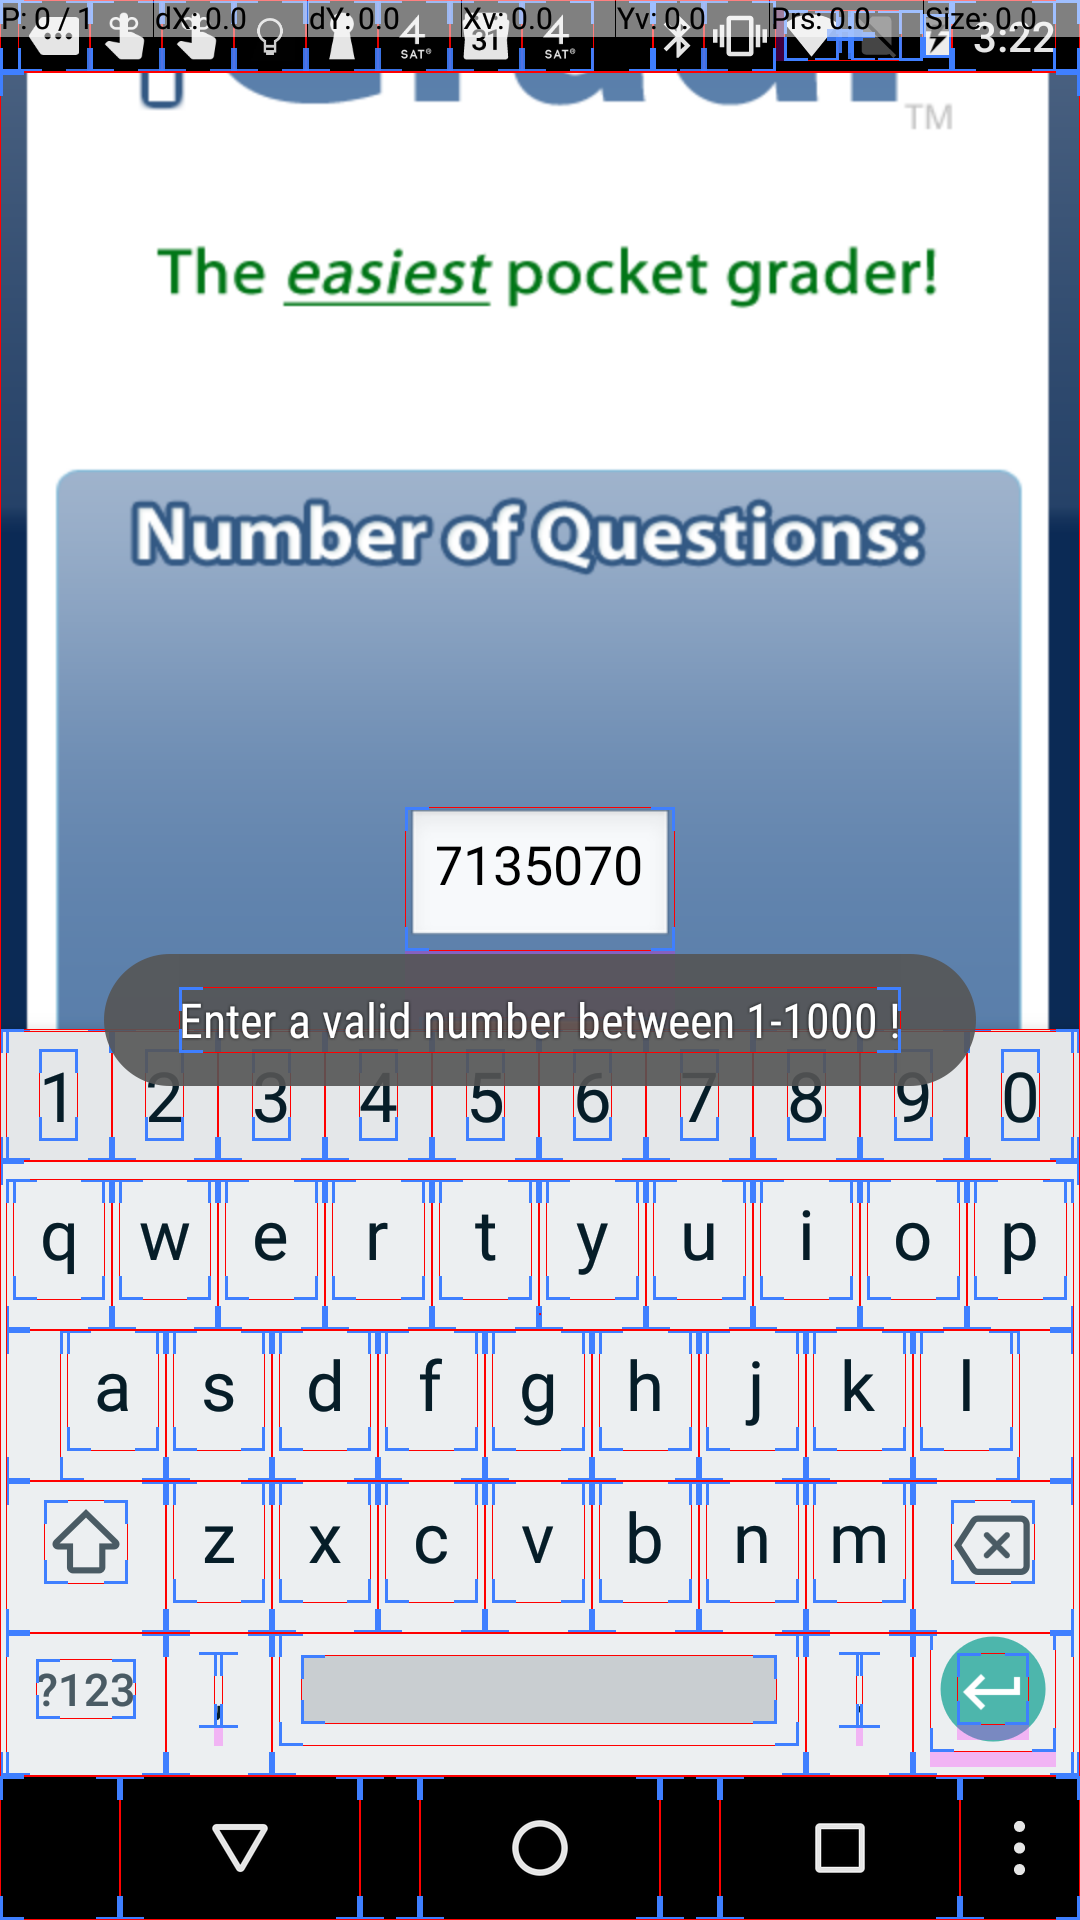 P: 0 / 1 dX: 0.0 dY: 0.0 Xv: 0.0 Yv: 0.0 Prs: 0.0 Size: 0.0
4 SAT 31 4 SAT 3:22
TM
The easiest pocket grader!
Number of Questions:
7135070
Enter a valid number between 1-1000 !
1 2 3 4 5 6 7 8 9 0
q w e r t y u i o p
a s d f g h j k l
z x c v b n m
?123 , .